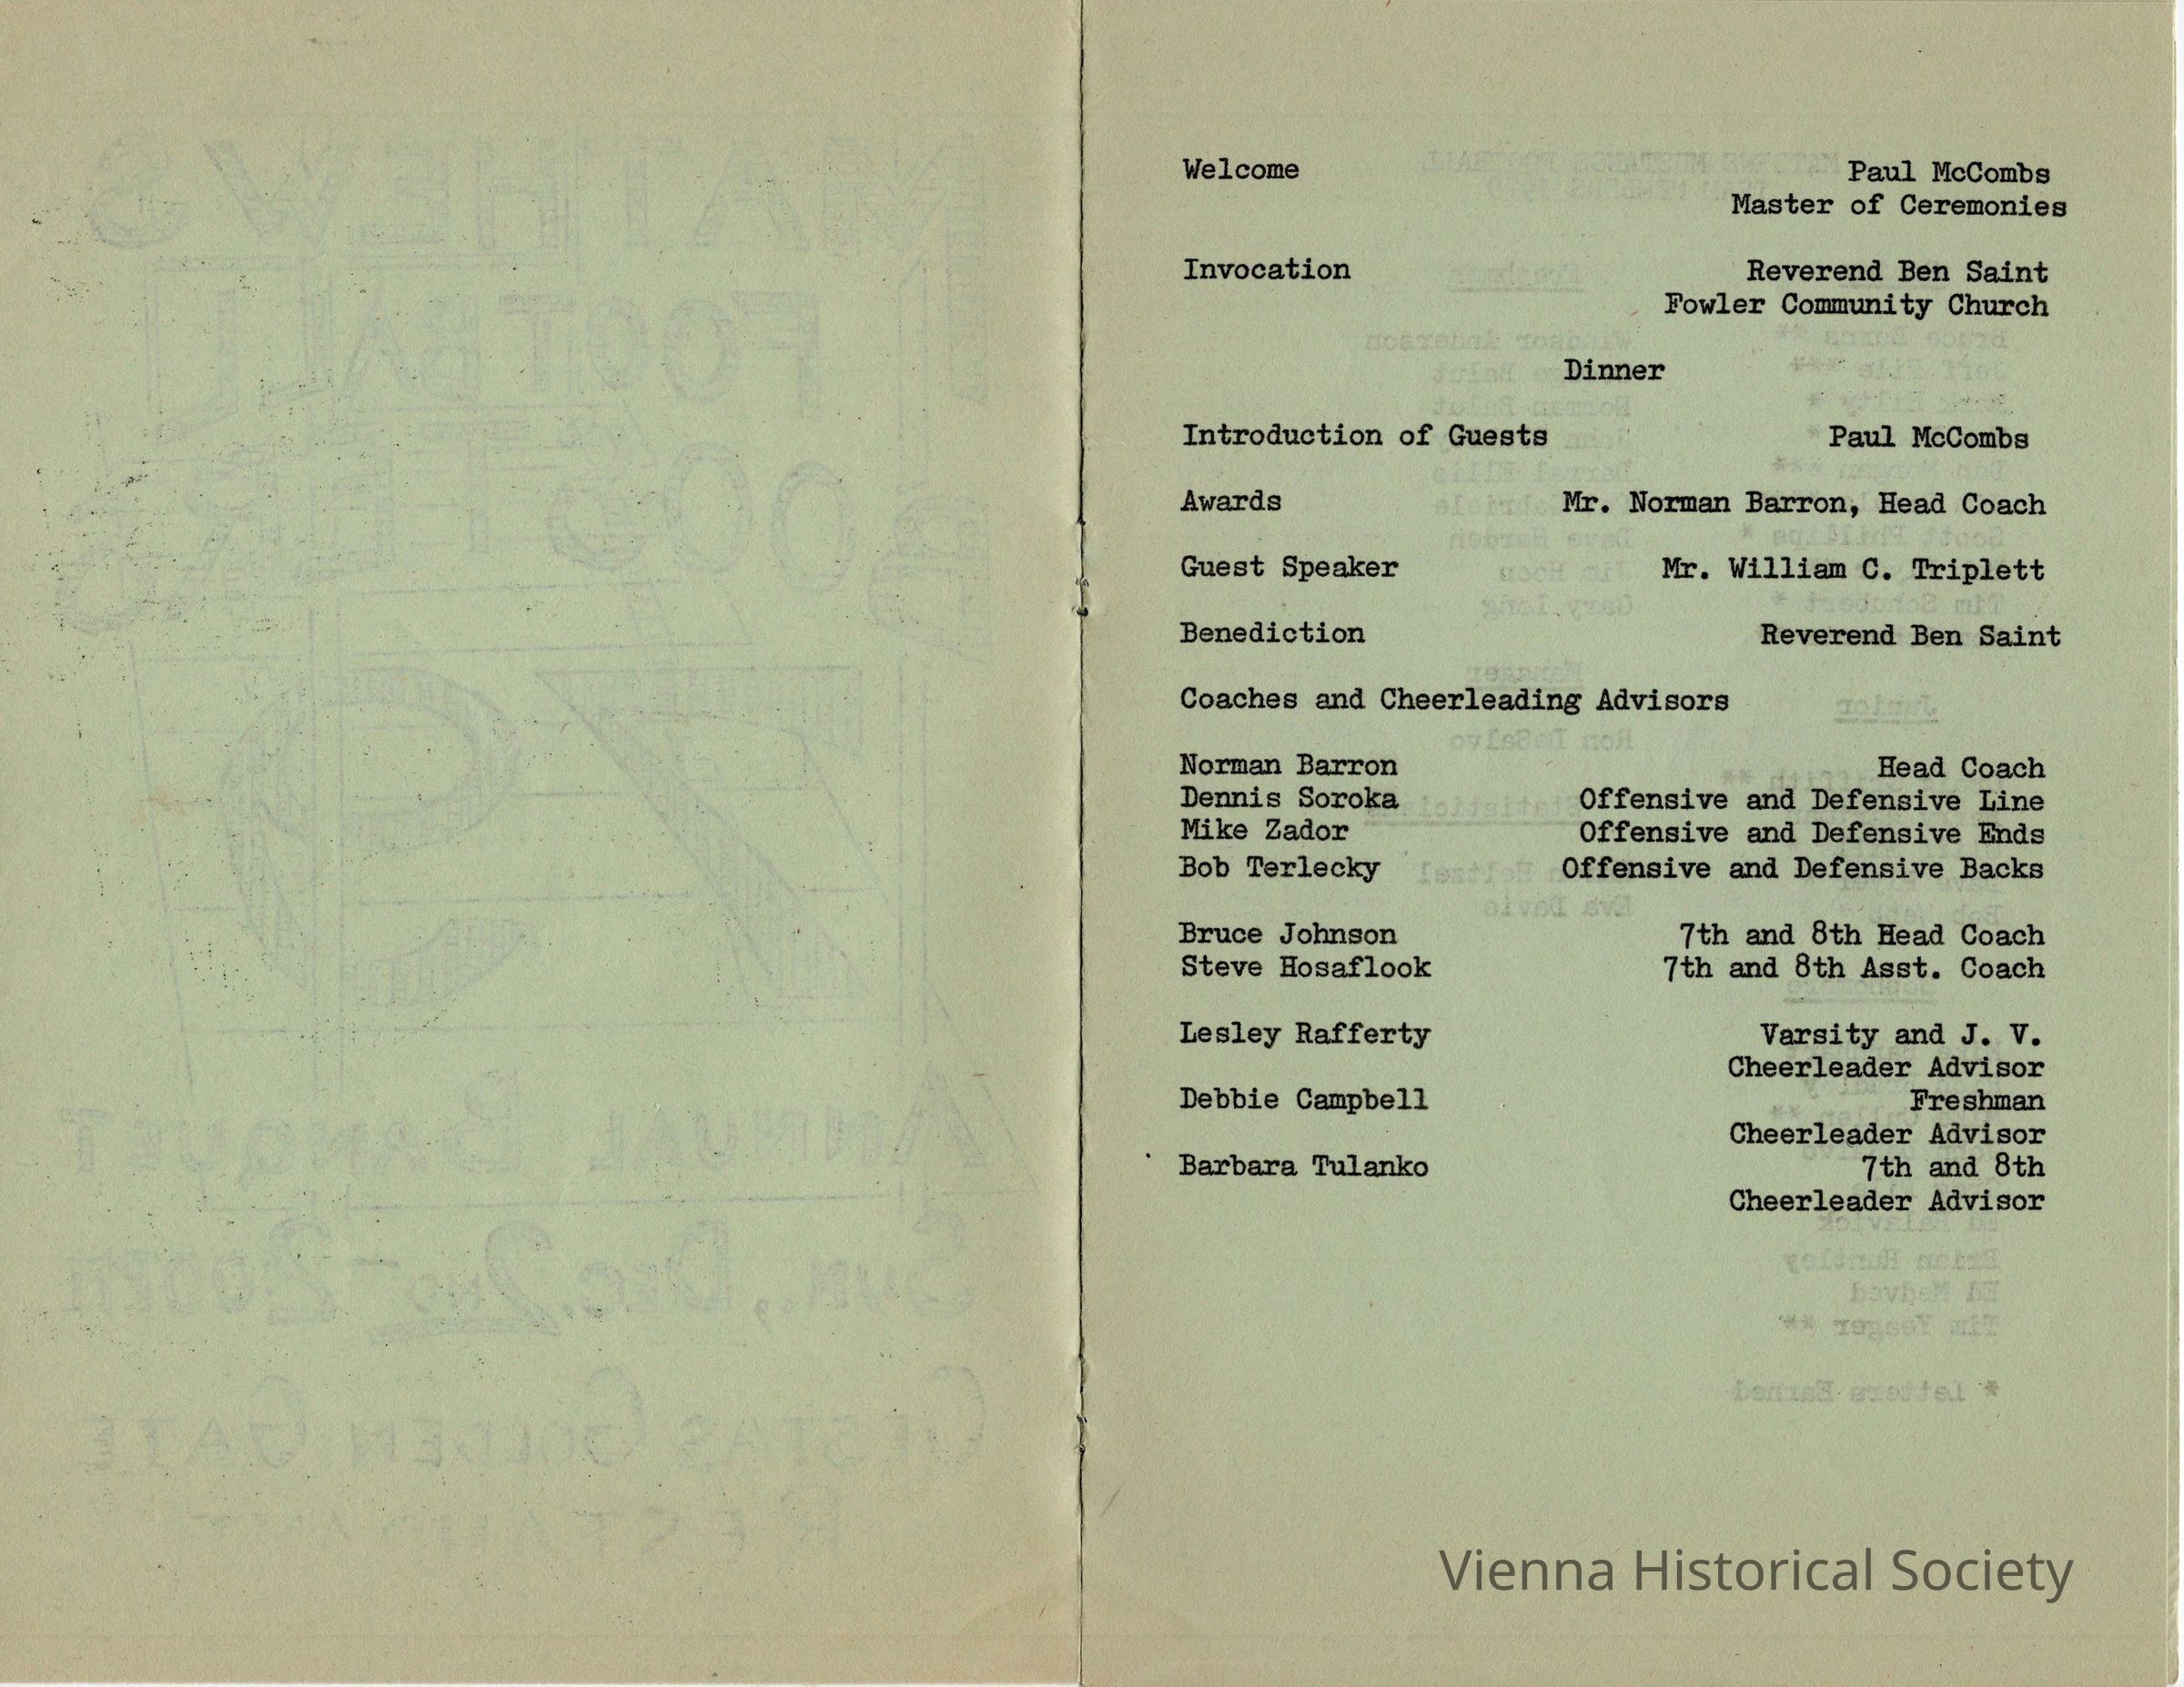 Welcome Paul McCombs
Master of Ceremonies
Invocation Reverend Ben Saint
Fowler Community Church
Dinner
Introduction of Guests Paul McCombs
Awards Mr. Norman Barron, Head Coach
Guest Speaker Mr. William C. Triplett
Benediction Reverend Ben Saint
Coaches and Cheerleading Advisors
Norman Barron Head Coach
Dennis Soroka Offensive and Defensive Line
Mike Zador Offensive and Defensive Ends
Bob Terlecky Offensive and Defensive Backs
Bruce Johnson 7th and 8th Head Coach
Steve Hosaflook 7th and 8th Asst. Coach
Lesley Rafferty Varsity and J. V.
Cheerleader Advisor
Debbie Campbell Freshman
Cheerleader Advisor
Barbara Tulanko 7th and 8th
Cheerleader Advisor
Vienna Historical Society